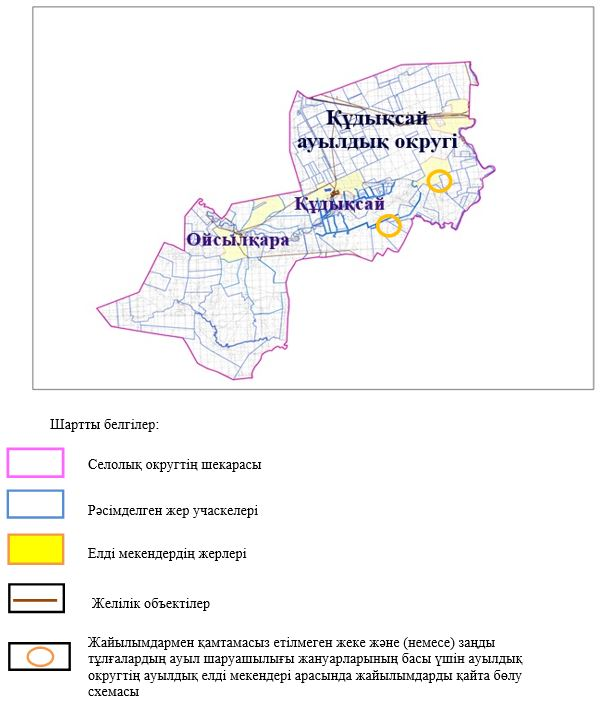 Құдықсай
ауылдық округі
Құдықсай
Ойсылқара
Шартты белгілер:
Селолық округтің шекарасы
Рәсімделген жер учаскелері
Елді мекендердің жерлері
Желілік объектілер
Жайылымдармен қамтамасыз етілмеген жеке және (немесе) заңды
тұлғалардың ауыл шаруашылығы жануарларының басы үшін ауылдық
округтің ауылдық елді мекендері арасында жайылымдарды қайта бөлу
схемасы